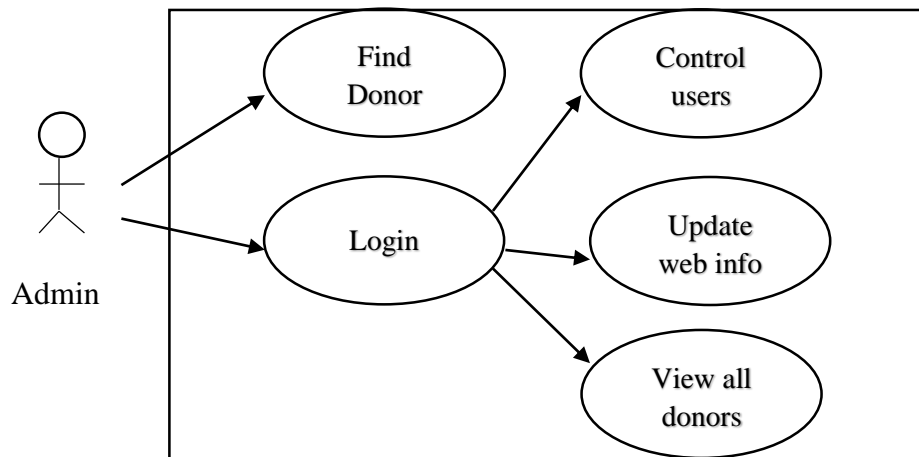 Find
Donor
Control
users
Login
Update
web info
Admin
View all
donors